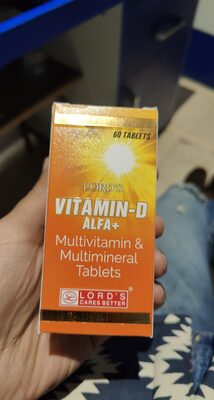 60 TABLETS
LORD'S
VITAMIN-D
ALFA+
Multivitamin &
Multimineral
Tablets
LORD'S
CARES BETTER